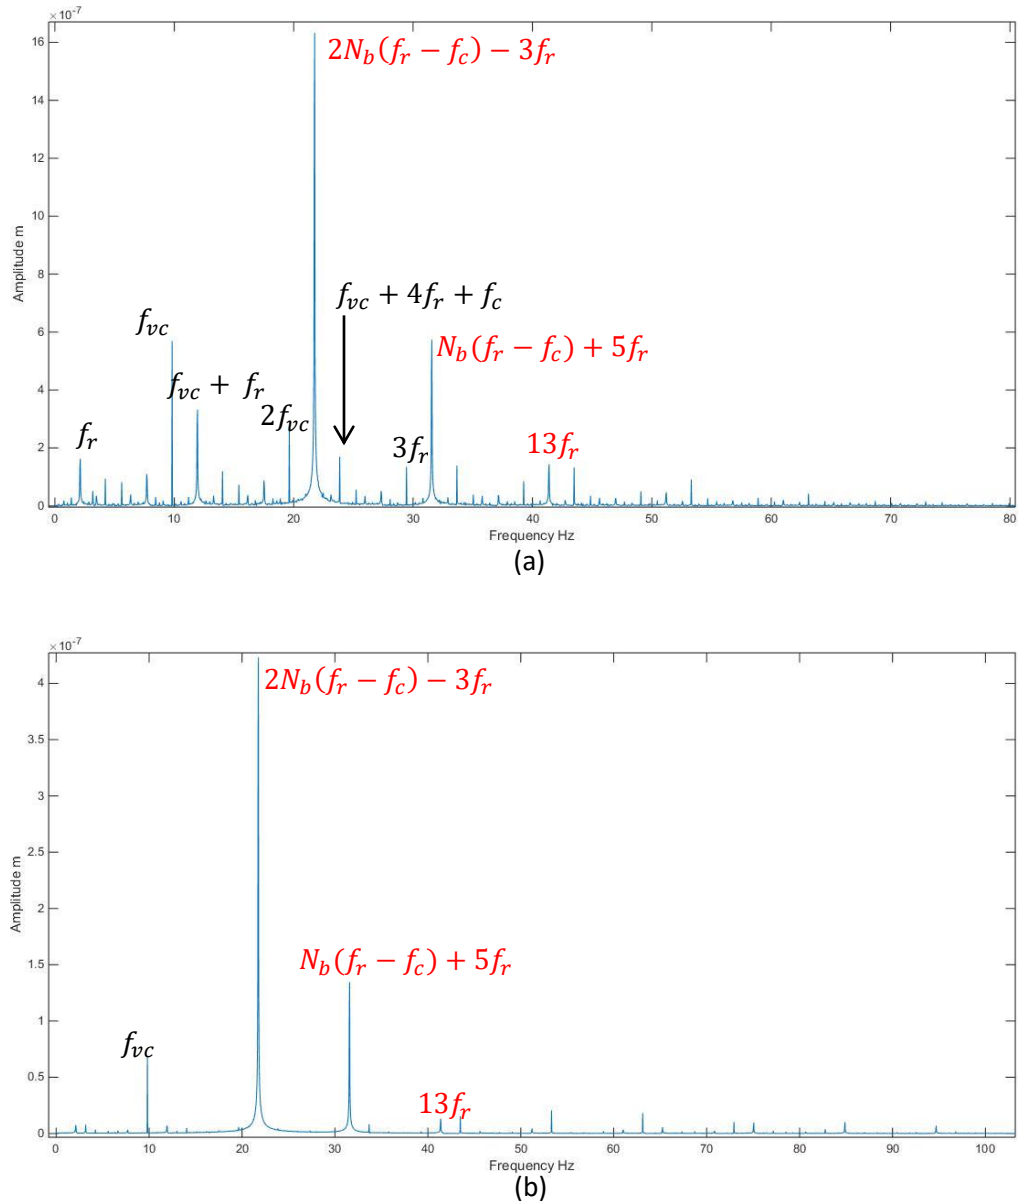 ×10⁻⁷
16
14
12
10
8
6
4
2
0
Amplitude m
2N_b(f_r − f_c) − 3f_r
f_vc + 4f_r + f_c
f_vc
N_b(f_r − f_c) + 5f_r
f_vc + f_r
2f_vc
f_r
3f_r
13f_r
0 10 20 30 40 50 60 70 80
Frequency Hz
(a)
×10⁻⁷
4
3.5
3
2.5
2
1.5
1
0.5
0
Amplitude m
2N_b(f_r − f_c) − 3f_r
N_b(f_r − f_c) + 5f_r
f_vc
13f_r
0 10 20 30 40 50 60 70 80 90 100
Frequency Hz
(b)